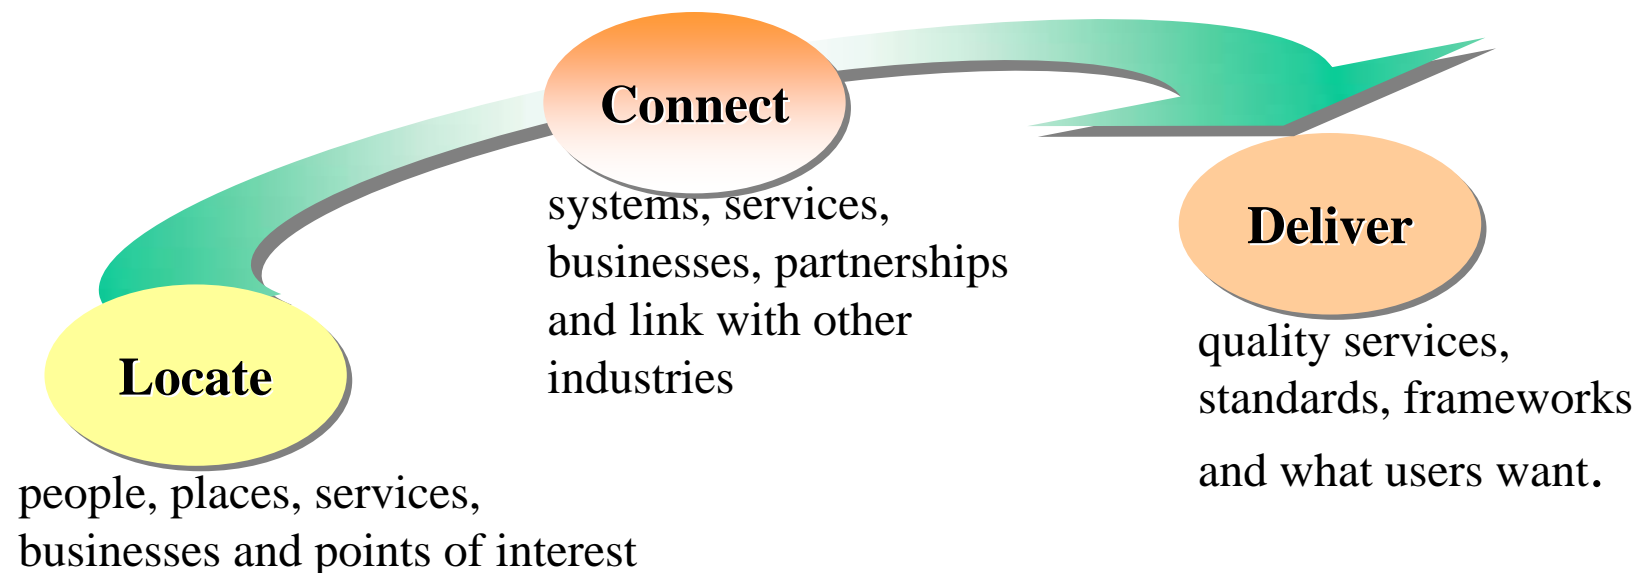 Locate
people, places, services,
businesses and points of interest
Connect
systems, services,
businesses, partnerships
and link with other
industries
Deliver
quality services,
standards, frameworks
and what users want.